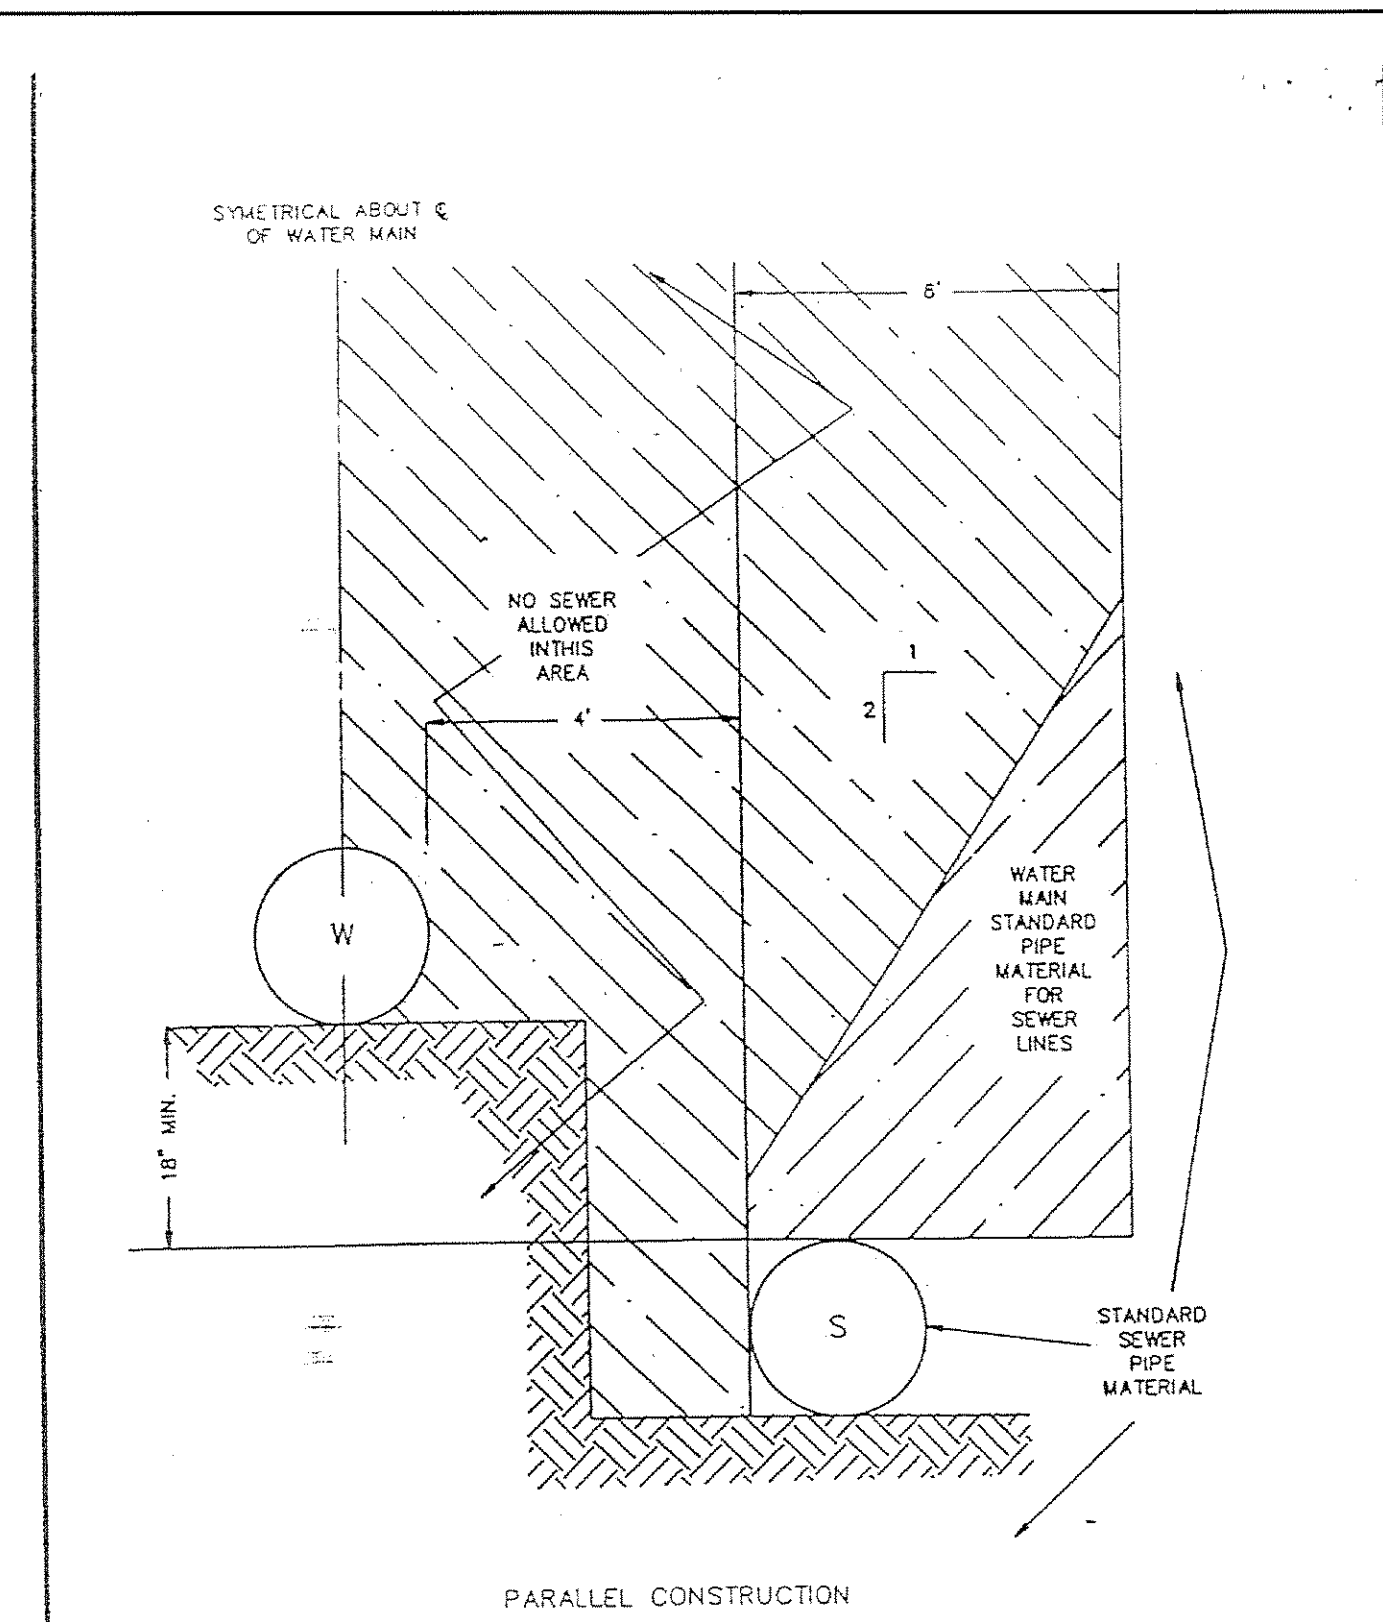 SYMETRICAL ABOUT ℄
OF WATER MAIN
6'
NO SEWER
ALLOWED
INTHIS
AREA
1
2
4'
W
WATER
MAIN
STANDARD
PIPE
MATERIAL
FOR
SEWER
LINES
18" MIN.
S
STANDARD
SEWER
PIPE
MATERIAL
PARALLEL CONSTRUCTION